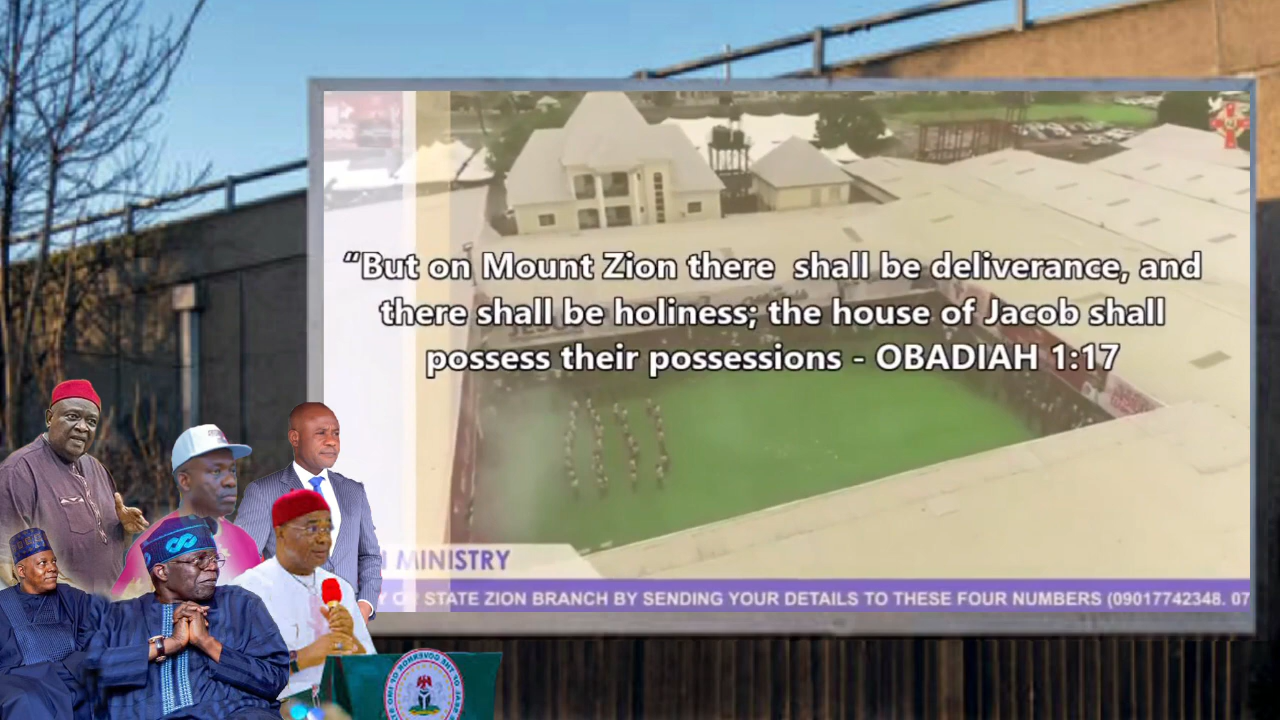 “But on Mount Zion there  shall be deliverance, and
there shall be holiness; the house of Jacob shall
possess their possessions - OBADIAH 1:17
MINISTRY
STATE ZION BRANCH BY SENDING YOUR DETAILS TO THESE FOUR NUMBERS (09017742348. 07